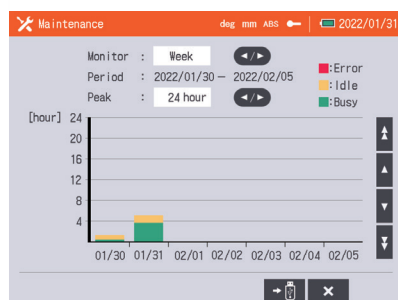 Maintenance deg mm ABS 2022/01/31
Monitor : Week ◄/►
Period : 2022/01/30 – 2022/02/05
Peak : 24 hour ◄/►
:Error
:Idle
:Busy
[hour] 24
20
16
12
8
4
01/30 01/31 02/01 02/02 02/03 02/04 02/05